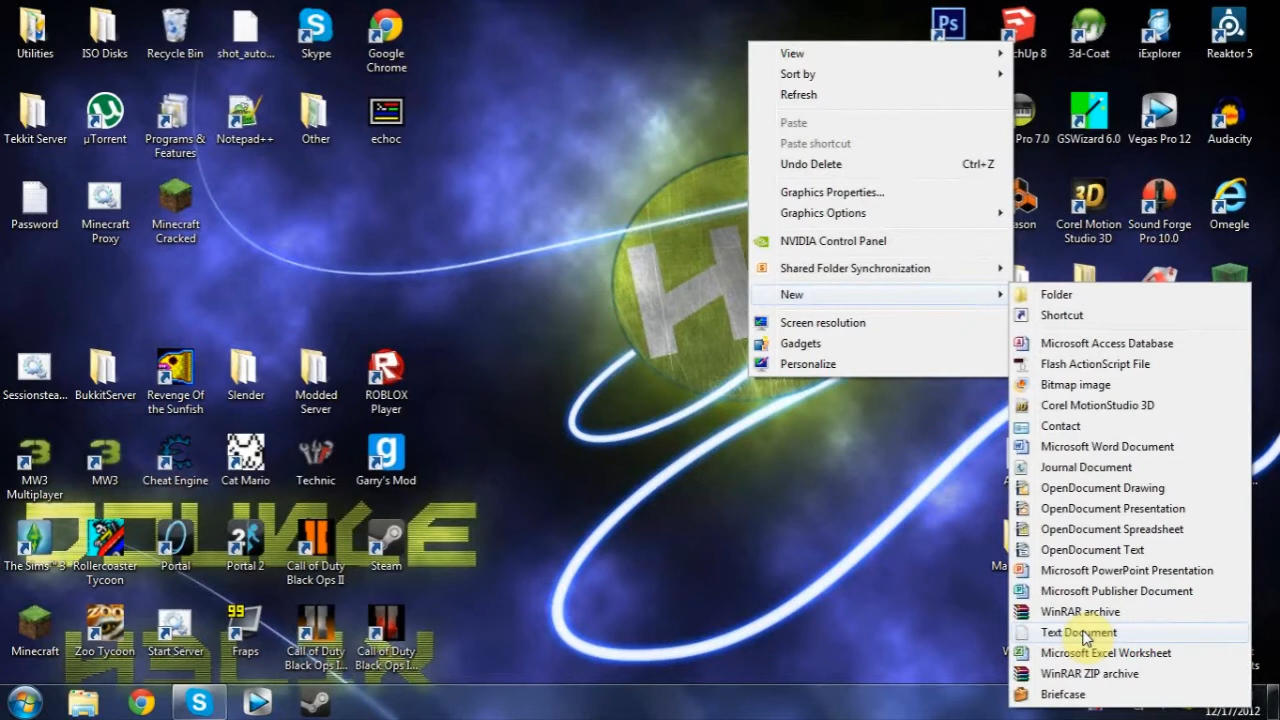 Utilities
ISO Disks
Recycle Bin
shot_auto...
Skype
Google
Chrome
Ps
chUp 8
3d-Coat
iExplorer
Reaktor 5
Tekkit Server
µTorrent
Programs &
Features
Notepad++
Other
echoc
Pro 7.0
GSWizard 6.0
Vegas Pro 12
Audacity
Password
Minecraft
Proxy
Minecraft
Cracked
ason
3D
Corel Motion
Studio 3D
Sound Forge
Pro 10.0
Omegle
View
Sort by
Refresh
Paste
Paste shortcut
Undo Delete Ctrl+Z
Graphics Properties...
Graphics Options
NVIDIA Control Panel
Shared Folder Synchronization
New
Screen resolution
Gadgets
Personalize
H
Folder
Shortcut
Microsoft Access Database
Flash ActionScript File
Bitmap image
Corel MotionStudio 3D
Contact
Microsoft Word Document
Journal Document
OpenDocument Drawing
OpenDocument Presentation
OpenDocument Spreadsheet
OpenDocument Text
Microsoft PowerPoint Presentation
Microsoft Publisher Document
WinRAR archive
Text Document
Microsoft Excel Worksheet
WinRAR ZIP archive
Briefcase
Sessionstea...
BukkitServer
Revenge Of
the Sunfish
Slender
Modded
Server
ROBLOX
Player
MW3
Multiplayer
MW3
Cheat Engine
Cat Mario
Technic
Garry's Mod
The Sims™ 3
Rollercoaster
Tycoon
Portal
Portal 2
Call of Duty
Black Ops II
Steam
Minecraft
Zoo Tycoon
Start Server
99
Fraps
Call of Duty
Black Ops I...
Call of Duty
Black Ops I...
12/17/2012